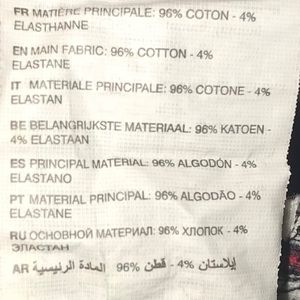 FR MATIÈRE PRINCIPALE: 96% COTON - 4%
ELASTHANNE
EN MAIN FABRIC: 96% COTTON - 4%
ELASTANE
IT MATERIALE PRINCIPALE: 96% COTONE - 4%
ELASTAN
BE BELANGRIJKSTE MATERIAAL: 96% KATOEN -
4% ELASTAAN
ES PRINCIPAL MATERIAL: 96% ALGODÓN - 4%
ELASTANO
PT MATERIAL PRINCIPAL: 96% ALGODÃO - 4%
ELASTANE
RU ОСНОВНОЙ МАТЕРИАЛ: 96% ХЛОПОК - 4%
ЭЛАСТАН
AR المادة الرئيسية 96% قطن - 4% إيلاستان